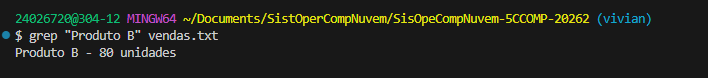 24026720@304-12 MINGW64 ~/Documents/SistOperCompNuvem/SisOpeCompNuvem-5CCOMP-20262 (vivian)
$ grep "Produto B" vendas.txt
Produto B - 80 unidades